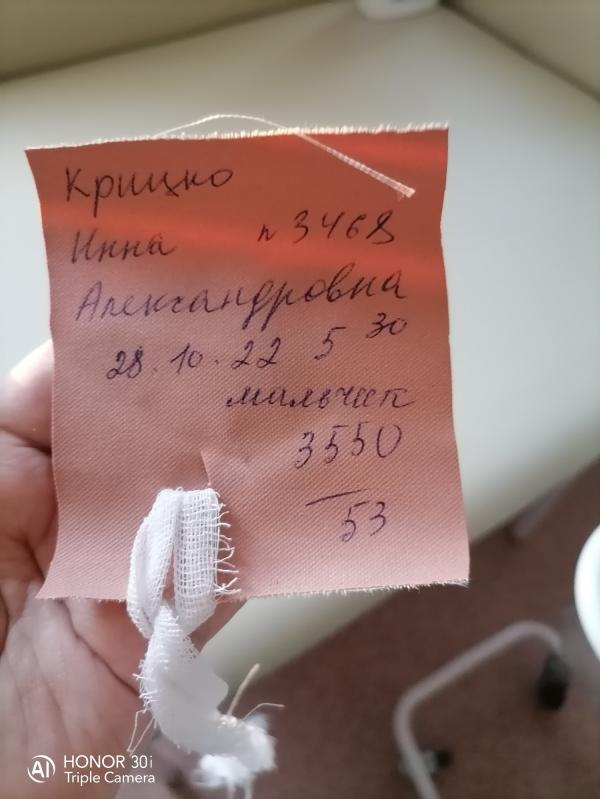 Крицко
Инна п 3468
Александровна
28.10.22 5 30
мальчик
3550
53
HONOR 30i
Triple Camera